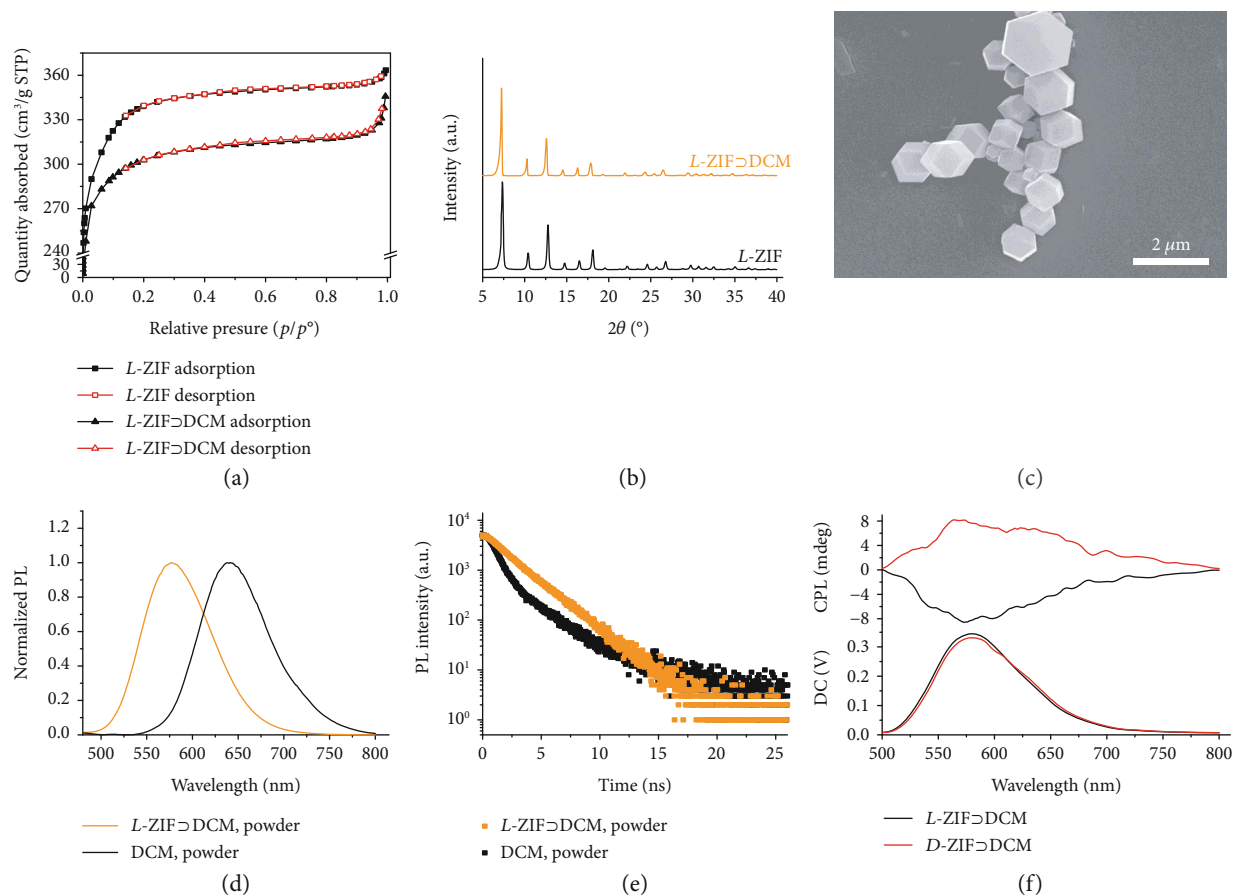 Quantity absorbed (cm³/g STP)
360
330
300
270
240
30
0
0.0 0.2 0.4 0.6 0.8 1.0
Relative presure (p/p°)
L-ZIF adsorption
L-ZIF desorption
L-ZIF⊃DCM adsorption
L-ZIF⊃DCM desorption
(a)
Intensity (a.u.)
L-ZIF⊃DCM
L-ZIF
5 10 15 20 25 30 35 40
2θ (°)
(b)
2 μm
(c)
Normalized PL
1.2
1.0
0.8
0.6
0.4
0.2
0.0
500 550 600 650 700 750 800
Wavelength (nm)
L-ZIF⊃DCM, powder
DCM, powder
(d)
PL intensity (a.u.)
10⁴
10³
10²
10¹
10⁰
0 5 10 15 20 25
Time (ns)
L-ZIF⊃DCM, powder
DCM, powder
(e)
CPL (mdeg)
8
4
0
−4
−8
DC (V)
0.3
0.2
0.1
0.0
500 550 600 650 700 750 800
Wavelength (nm)
L-ZIF⊃DCM
D-ZIF⊃DCM
(f)